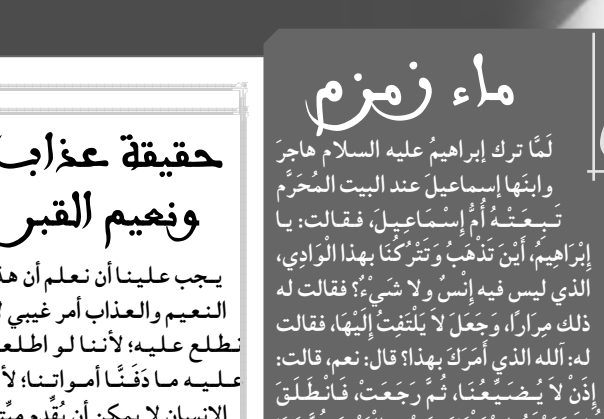 ماء زمزم
لَمَّا ترك إبراهيمُ عليه السلام هاجرَ
وابنَها إسماعيلَ عند البيت المُحَرَّم
تَبِعَتْهُ أُمُّ إِسْمَاعِيلَ، فقالت: يا
إِبْرَاهِيمُ، أَيْنَ تَذْهَبُ وَتَتْرُكُنَا بهذا الْوَادِي،
الذي ليس فيه إِنْسٌ ولا شَيْءٌ؟ فقالت له
ذلك مِرَارًا، وَجَعَلَ لاَ يَلْتَفِتُ إِلَيْهَا، فقالت
له: آلله الذي أَمَرَكَ بهذا؟ قال: نعم، قالت:
إِذَنْ لاَ يُضَيِّعُنَا، ثُمَّ رَجَعَتْ، فَانْطَلَقَ
حقيقة عذاب
ونعيم القبر
يجب علينا أن نعلم أن
النعيم والعذاب أمر غيبي
نطلع عليه؛ لأننا لو
عليه ما دَفَنَّا أمواتنا؛
الإنسان لا يمكن أن يُقدِّم